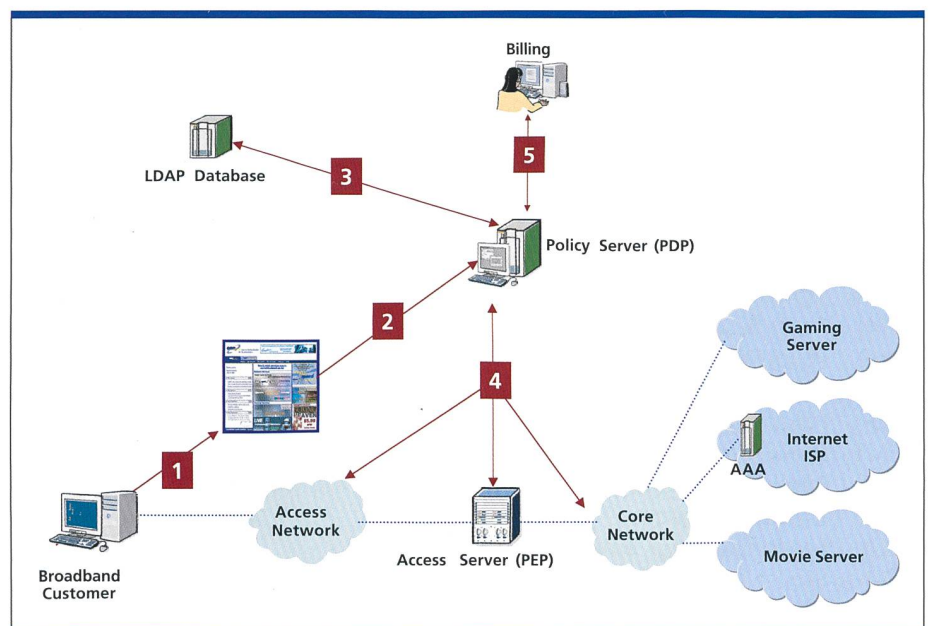 Billing
5
LDAP Database
3
Policy Server (PDP)
2
Gaming
Server
4
Internet
ISP
AAA
1
Access
Network
Core
Network
Access Server (PEP)
Movie Server
Broadband
Customer